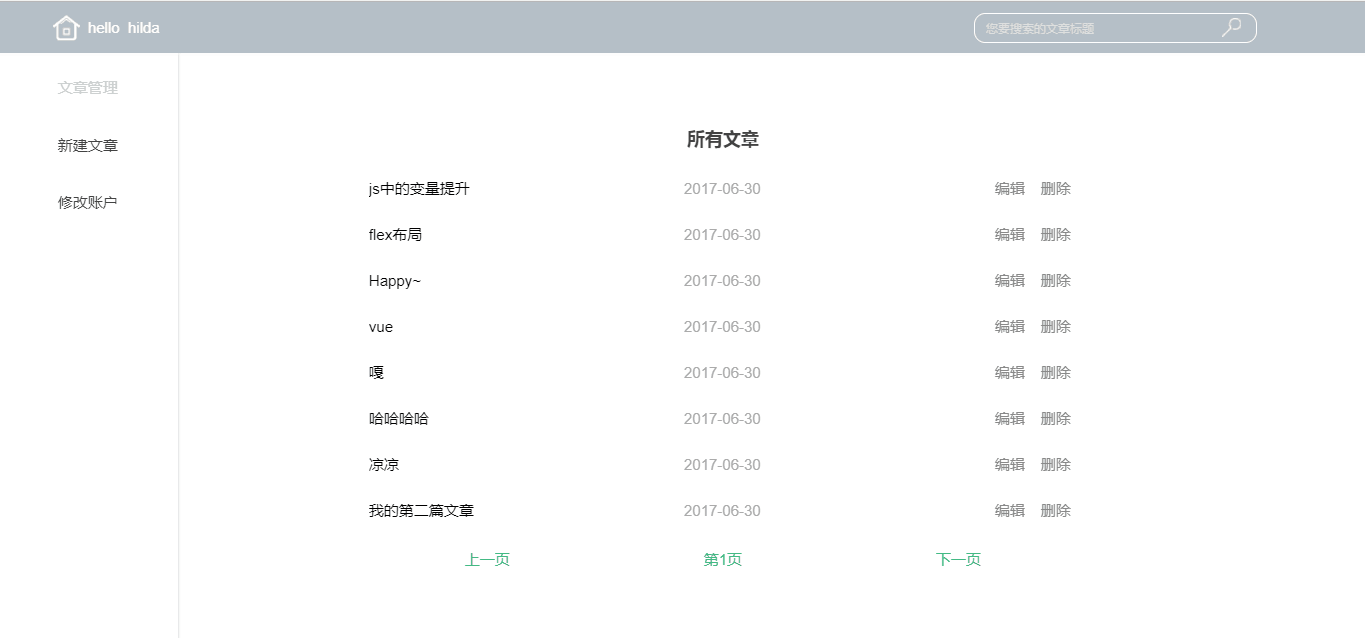 hello hilda
您要搜索的文章标题
文章管理
新建文章
修改账户
所有文章
js中的变量提升 2017-06-30 编辑 删除
flex布局 2017-06-30 编辑 删除
Happy~ 2017-06-30 编辑 删除
vue 2017-06-30 编辑 删除
嘎 2017-06-30 编辑 删除
哈哈哈哈 2017-06-30 编辑 删除
凉凉 2017-06-30 编辑 删除
我的第二篇文章 2017-06-30 编辑 删除
上一页 第1页 下一页